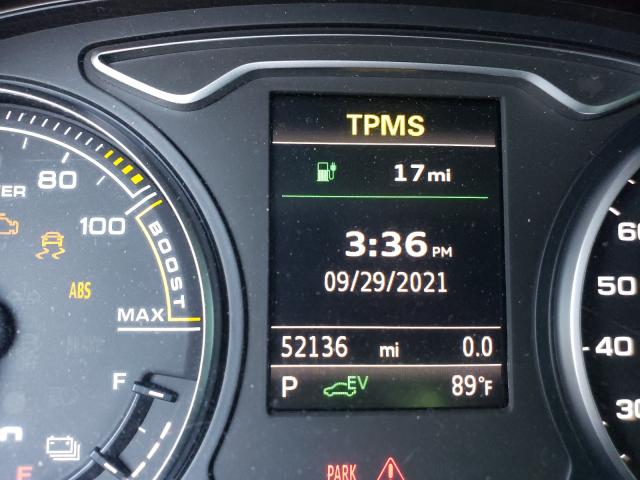 TPMS
17 mi
3:36 PM
09/29/2021
52136 mi 0.0
P EV 89°F
80
100
BOOST
MAX
ABS
F
E
60
50
40
30
PARK